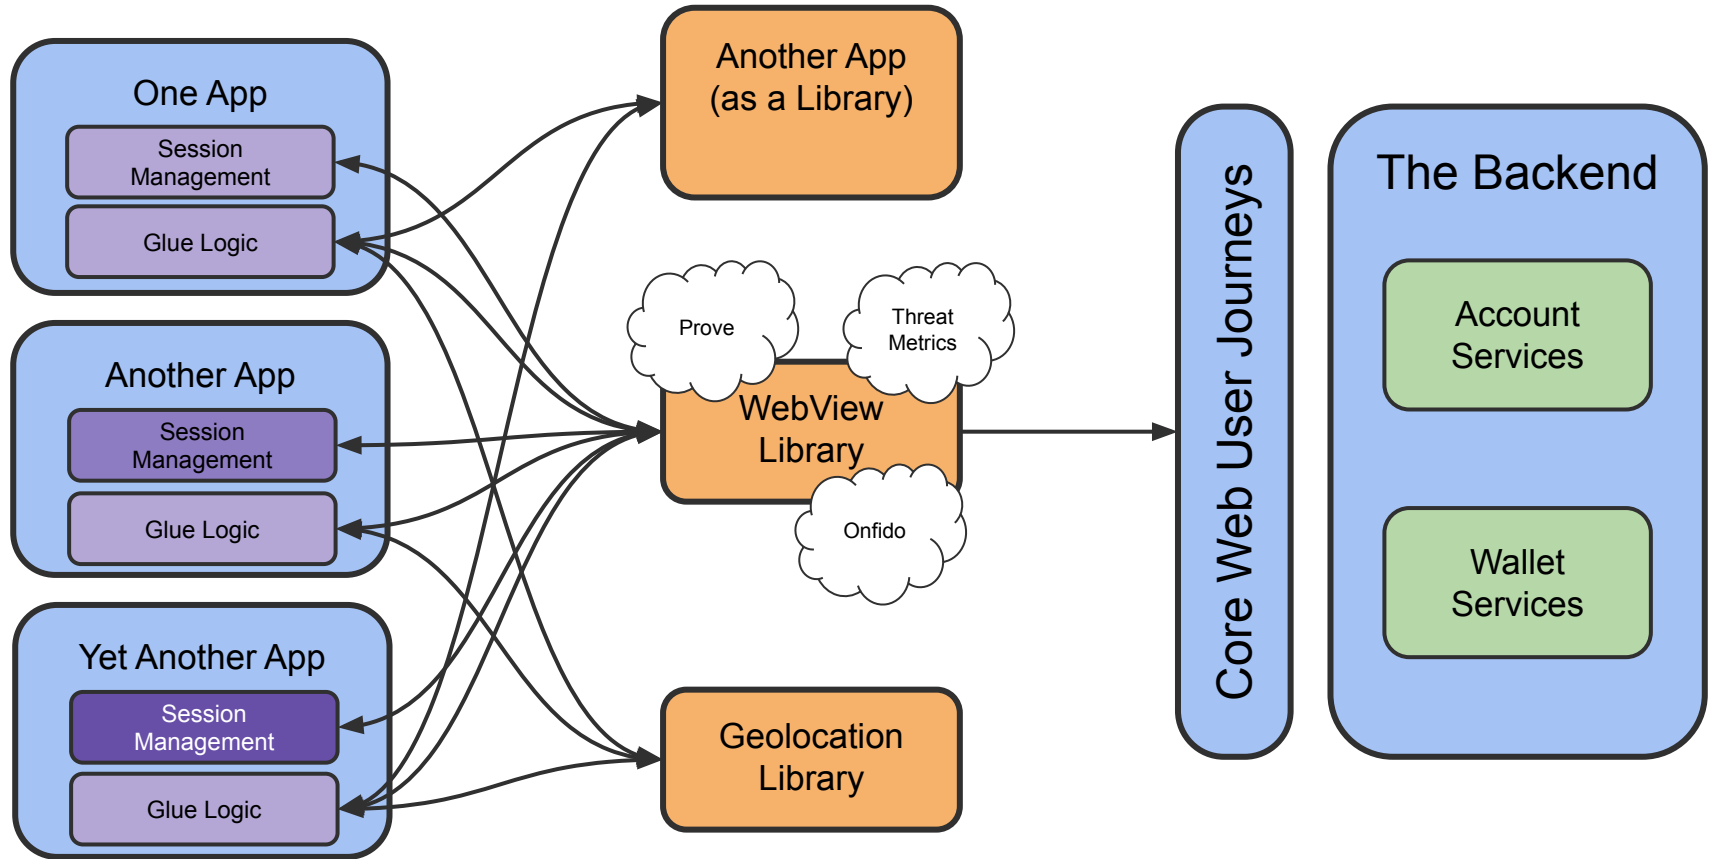 One App
Session
Management
Glue Logic
Another App
Session
Management
Glue Logic
Yet Another App
Session
Management
Glue Logic
Another App
(as a Library)
Prove
Threat
Metrics
WebView
Library
Onfido
Geolocation
Library
Core Web User Journeys
The Backend
Account
Services
Wallet
Services